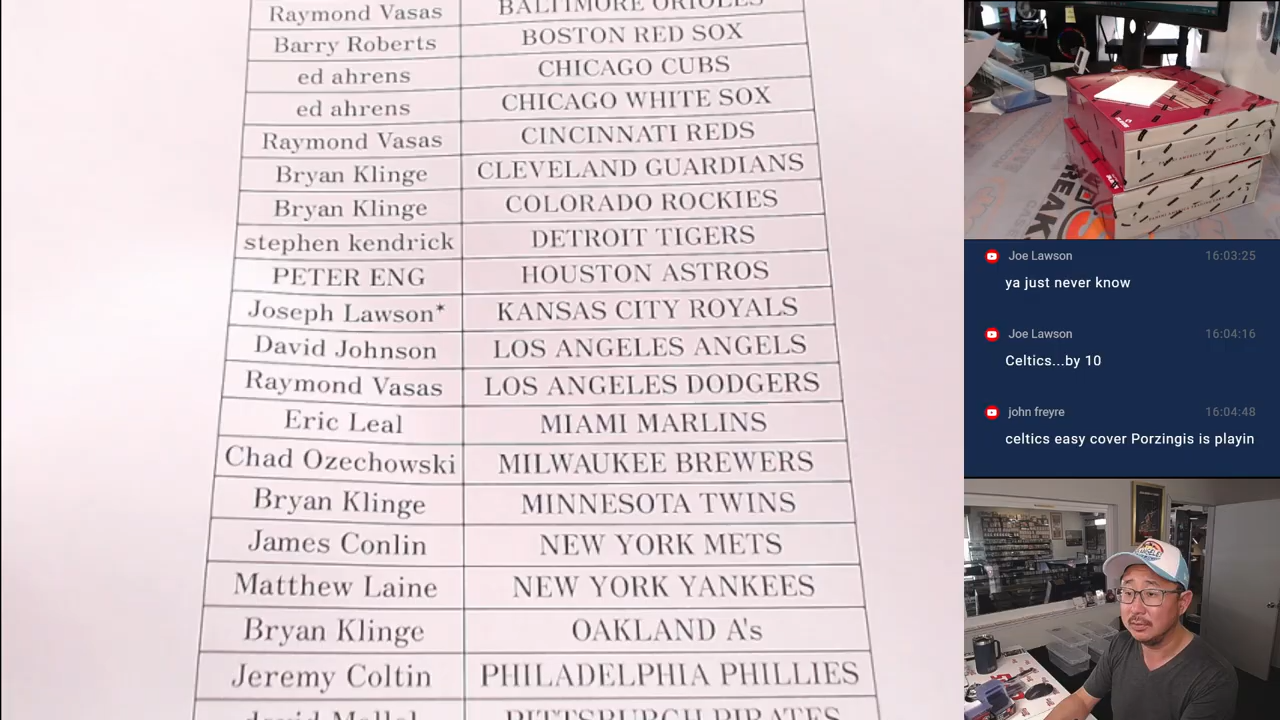 Raymond Vasas BALTIMORE ORIOLES
Barry Roberts BOSTON RED SOX
ed ahrens CHICAGO CUBS
ed ahrens CHICAGO WHITE SOX
Raymond Vasas CINCINNATI REDS
Bryan Klinge CLEVELAND GUARDIANS
Bryan Klinge COLORADO ROCKIES
stephen kendrick DETROIT TIGERS
PETER ENG HOUSTON ASTROS
Joseph Lawson* KANSAS CITY ROYALS
David Johnson LOS ANGELES ANGELS
Raymond Vasas LOS ANGELES DODGERS
Eric Leal MIAMI MARLINS
Chad Ozechowski MILWAUKEE BREWERS
Bryan Klinge MINNESOTA TWINS
James Conlin NEW YORK METS
Matthew Laine NEW YORK YANKEES
Bryan Klinge OAKLAND A's
Jeremy Coltin PHILADELPHIA PHILLIES
PITTSBURGH PIRATES
Joe Lawson 16:03:25
ya just never know
Joe Lawson 16:04:16
Celtics...by 10
john freyre 16:04:48
celtics easy cover Porzingis is playin